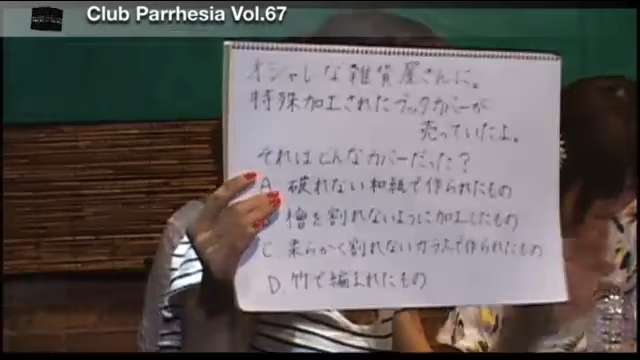 Club Parrhesia Vol.67
オシャレな雑貨屋さんに。
特殊加工されたブックカバーが
売っていたよ。
それはどんなカバーだった？
A 破れない和紙で作られたもの
檜を割れないように加工したもの
C 柔らかく割れないガラスで作られたもの
D. 竹で編まれたもの